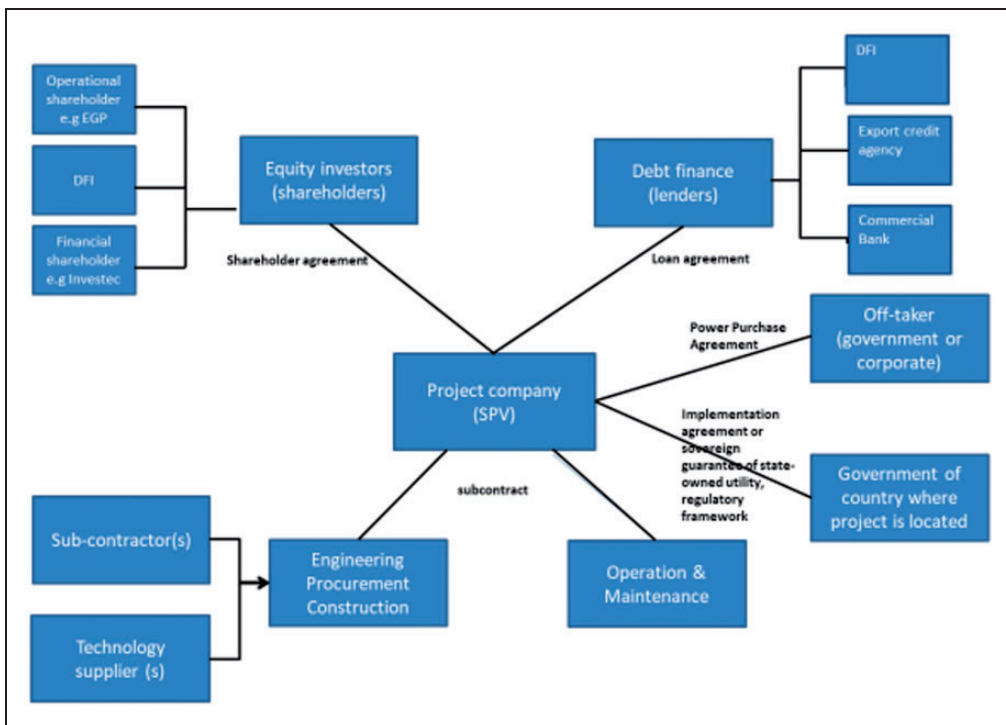 Operational
shareholder
e.g EGP
DFI
Financial
shareholder
e.g Investec
Equity investors
(shareholders)
Shareholder agreement
Debt finance
(lenders)
Loan agreement
DFI
Export credit
agency
Commercial
Bank
Project company
(SPV)
Power Purchase
Agreement
Off-taker
(government or
corporate)
Implementation
agreement or
sovereign
guarantee of state-
owned utility,
regulatory
framework
Government of
country where
project is located
subcontract
Sub-contractor(s)
Technology
supplier (s)
Engineering
Procurement
Construction
Operation &
Maintenance